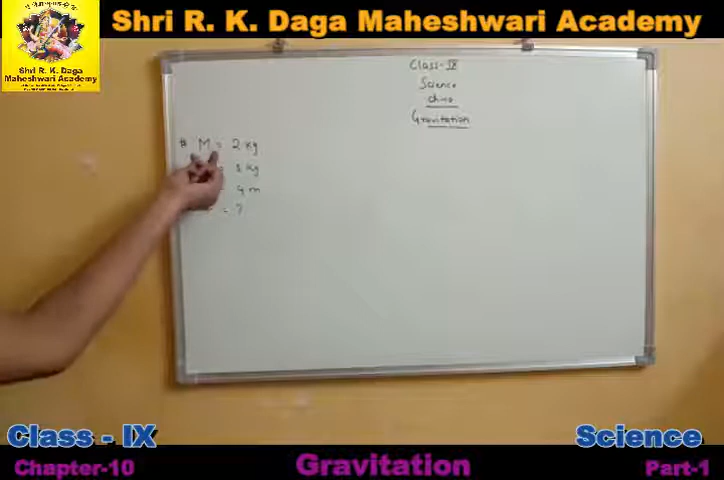 Shri R. K. Daga Maheshwari Academy
Shri R. K. Daga
Maheshwari Academy
Class-IX
Science
Gravitation
# M = 2 kg
kg
4 m
= ?
Class - IX
Science
Chapter-10
Gravitation
Part-1